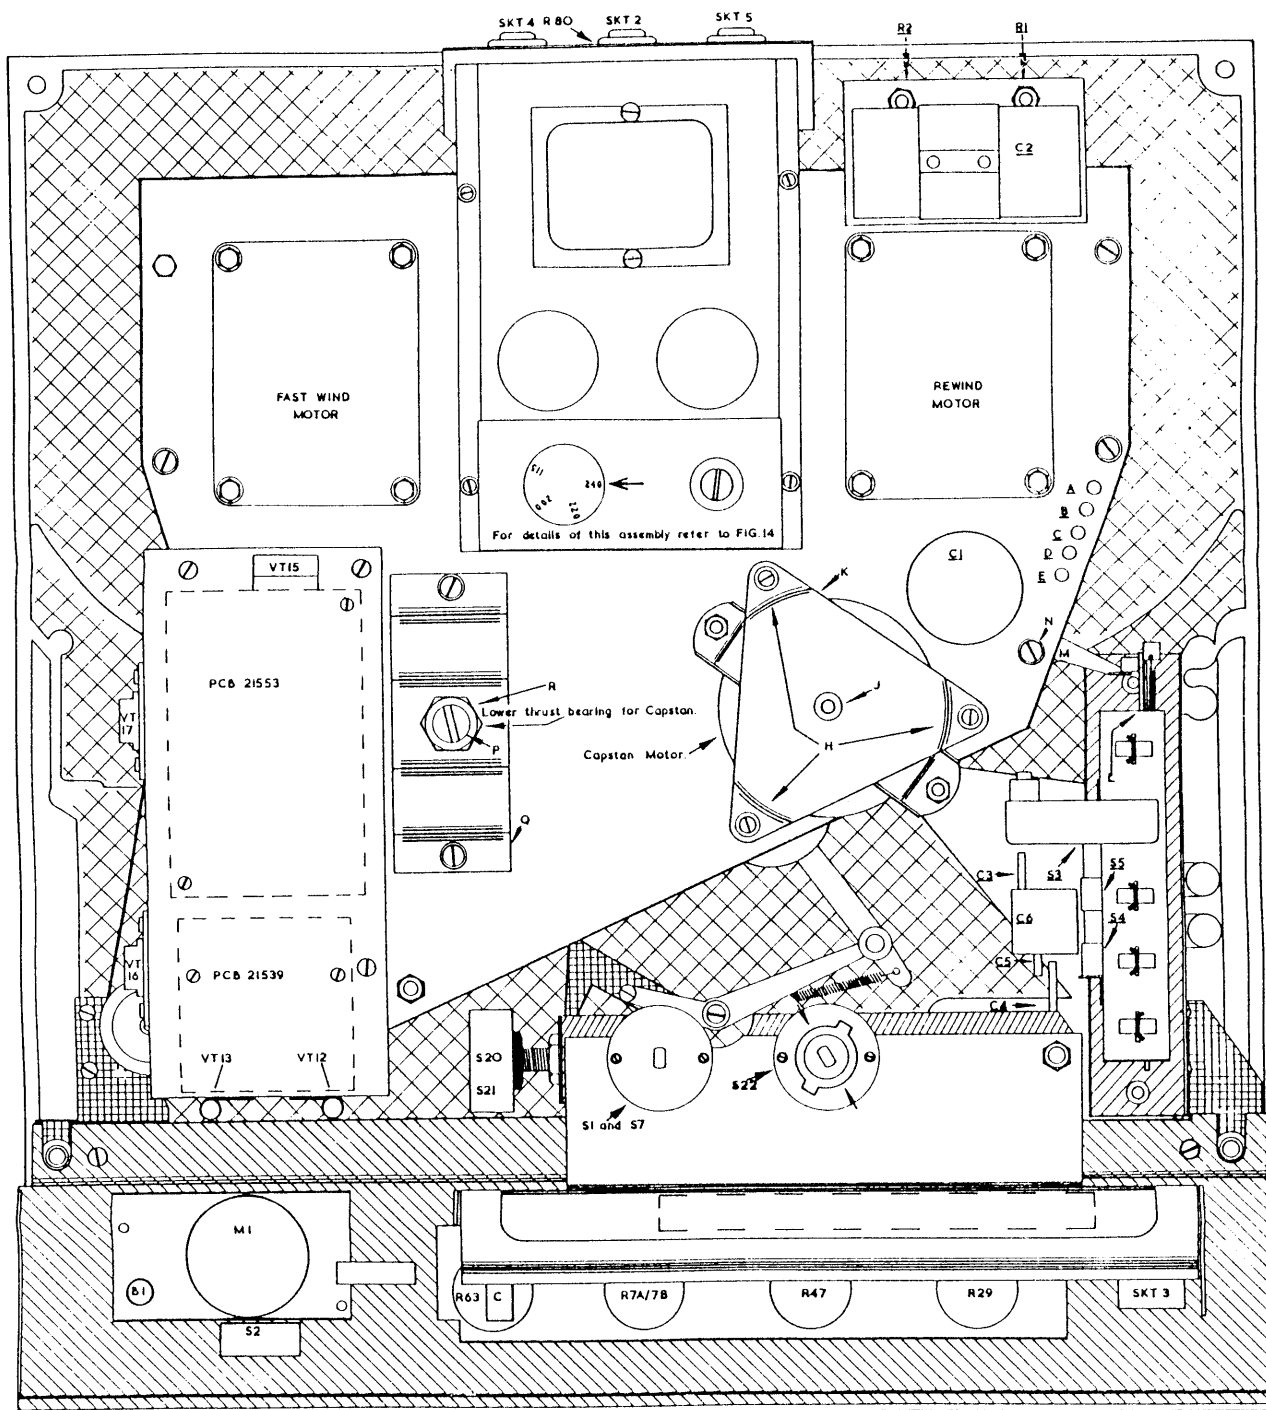 SKT 4 R80 SKT 2 SKT 5
R2 R1
C2
FAST WIND
MOTOR
REWIND
MOTOR
115
240
200
220
For details of this assembly refer to FIG.14
A
B
C
D
E
C1
VT15
K
N
M
PCB 21553
R
Lower thrust bearing for Capstan.
P
J
H
Capstan Motor.
VT
17
Q
S3
S5
C3
C6
S4
C5
C4
VT
16
PCB 21539
VT13 VT12
S20
S21
S22
S1 and S7
M1
B1
S2
R63 C R7A/7B R47 R29 SKT 3